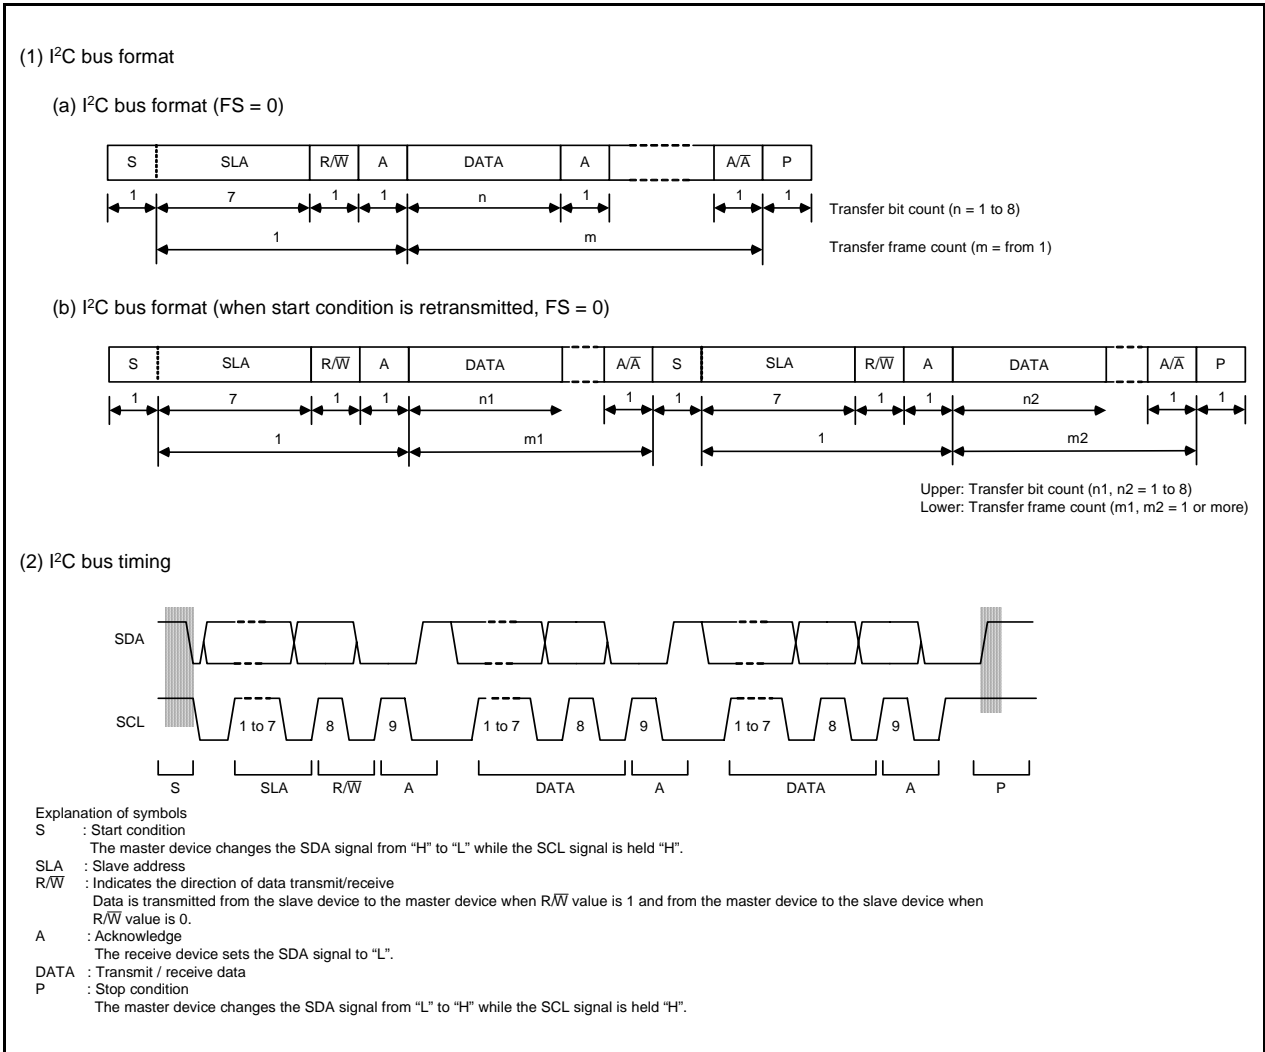 (1) I²C bus format
(a) I²C bus format (FS = 0)
S SLA R/W̅ A DATA A A/A̅ P
1 7 1 1 n 1 1 1
Transfer bit count (n = 1 to 8)
1 m
Transfer frame count (m = from 1)
(b) I²C bus format (when start condition is retransmitted, FS = 0)
S SLA R/W̅ A DATA A/A̅ S SLA R/W̅ A DATA A/A̅ P
1 7 1 1 n1 1 1 7 1 1 n2 1 1
1 m1 1 m2
Upper: Transfer bit count (n1, n2 = 1 to 8)
Lower: Transfer frame count (m1, m2 = 1 or more)
(2) I²C bus timing
SDA
SCL 1 to 7 8 9 1 to 7 8 9 1 to 7 8 9
S SLA R/W̅ A DATA A DATA A P
Explanation of symbols
S : Start condition
The master device changes the SDA signal from “H” to “L” while the SCL signal is held “H”.
SLA : Slave address
R/W̅ : Indicates the direction of data transmit/receive
Data is transmitted from the slave device to the master device when R/W̅ value is 1 and from the master device to the slave device when
R/W̅ value is 0.
A : Acknowledge
The receive device sets the SDA signal to “L”.
DATA : Transmit / receive data
P : Stop condition
The master device changes the SDA signal from “L” to “H” while the SCL signal is held “H”.